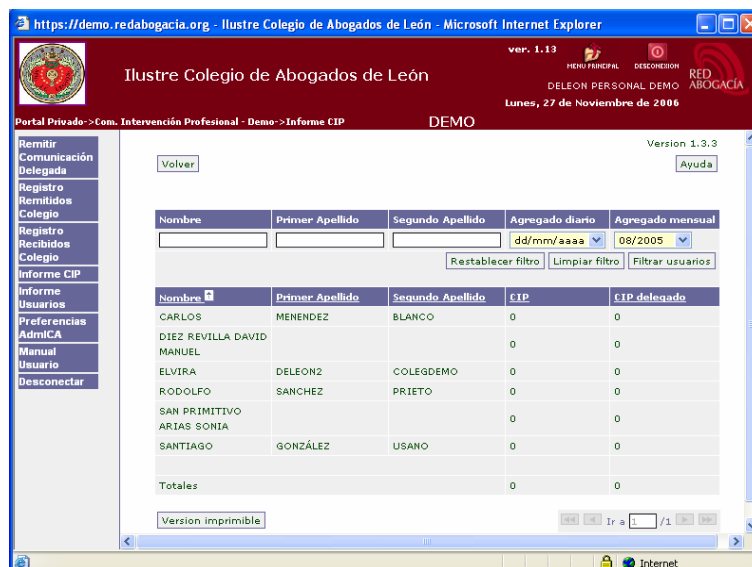 https://demo.redabogacia.org - Ilustre Colegio de Abogados de León - Microsoft Internet Explorer
Ilustre Colegio de Abogados de León
ver. 1.13
MENU PRINCIPAL
DESCONEXION
DELEON PERSONAL DEMO
RED
ABOGACÍA
Lunes, 27 de Noviembre de 2006
Portal Privado->Com. Intervención Profesional - Demo->Informe CIP
DEMO
Remitir
Comunicación
Delegada
Registro
Remitidos
Colegio
Registro
Recibidos
Colegio
Informe CIP
Informe
Usuarios
Preferencias
AdmICA
Manual
Usuario
Desconectar
Version 1.3.3
Volver
Ayuda
Nombre Primer Apellido Segundo Apellido Agregado diario Agregado mensual
dd/mm/aaaa 08/2005
Restablecer filtro Limpiar filtro Filtrar usuarios
Nombre Primer Apellido Segundo Apellido CIP CIP delegado
CARLOS MENENDEZ BLANCO 0 0
DIEZ REVILLA DAVID
MANUEL 0 0
ELVIRA DELEON2 COLEGDEMO 0 0
RODOLFO SANCHEZ PRIETO 0 0
SAN PRIMITIVO
ARIAS SONIA 0 0
SANTIAGO GONZÁLEZ USANO 0 0
Totales 0 0
Version imprimible
Ir a 1 /1
Internet